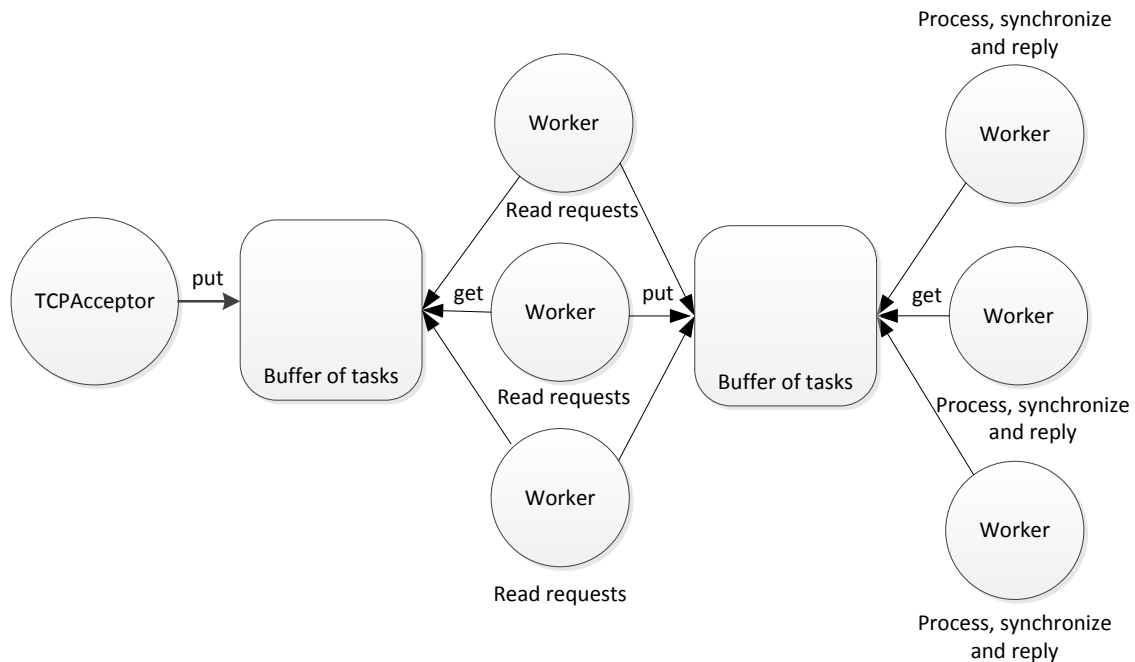 Process, synchronize
and reply
Worker
Worker
Read requests
put
TCPAcceptor
get
put
get
Worker
Worker
Buffer of tasks
Buffer of tasks
Read requests
Process, synchronize
and reply
Worker
Worker
Read requests
Process, synchronize
and reply